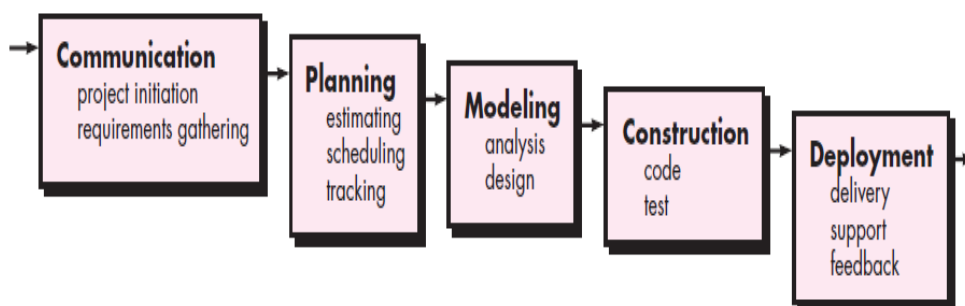 Communication
project initiation
requirements gathering
Planning
estimating
scheduling
tracking
Modeling
analysis
design
Construction
code
test
Deployment
delivery
support
feedback